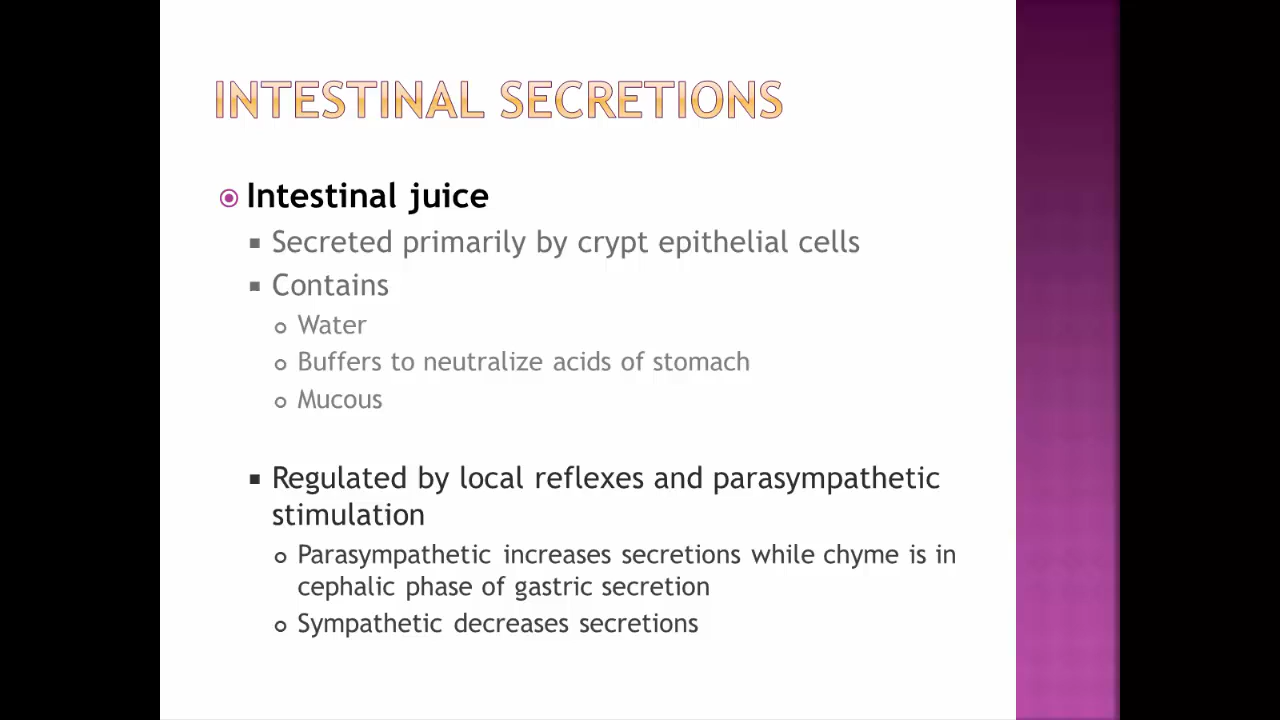 INTESTINAL SECRETIONS
Intestinal juice
Secreted primarily by crypt epithelial cells
Contains
Water
Buffers to neutralize acids of stomach
Mucous
Regulated by local reflexes and parasympathetic
stimulation
Parasympathetic increases secretions while chyme is in
cephalic phase of gastric secretion
Sympathetic decreases secretions